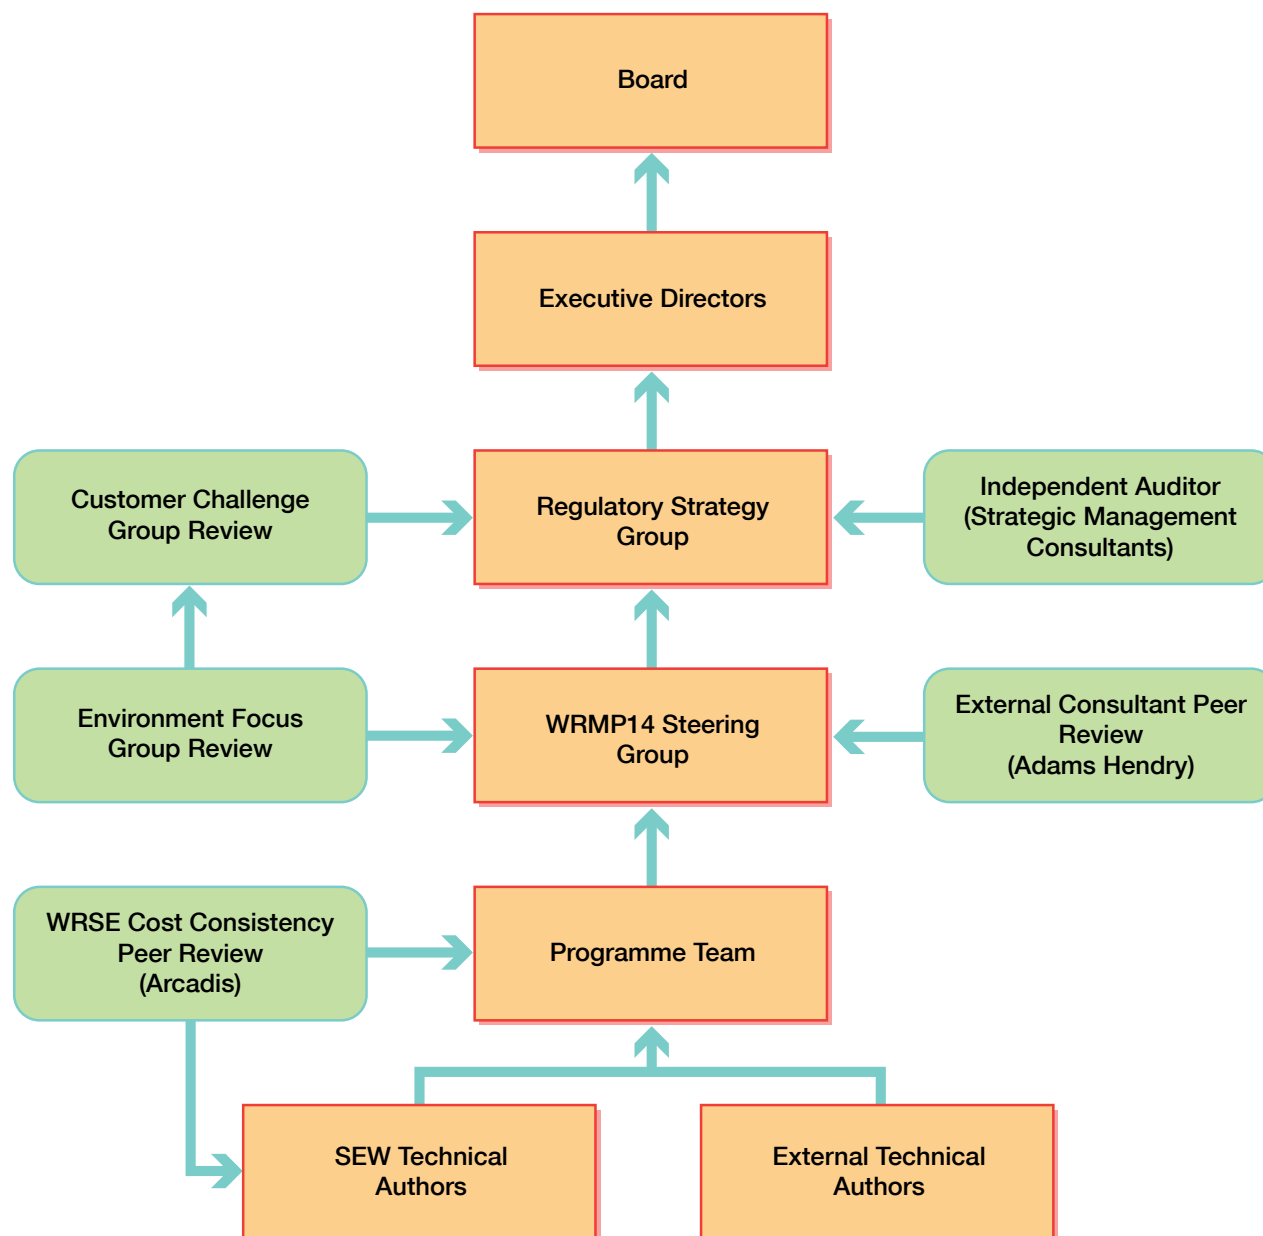 Board
Executive Directors
Customer Challenge
Group Review
Regulatory Strategy
Group
Independent Auditor
(Strategic Management
Consultants)
Environment Focus
Group Review
WRMP14 Steering
Group
External Consultant Peer
Review
(Adams Hendry)
WRSE Cost Consistency
Peer Review
(Arcadis)
Programme Team
SEW Technical
Authors
External Technical
Authors